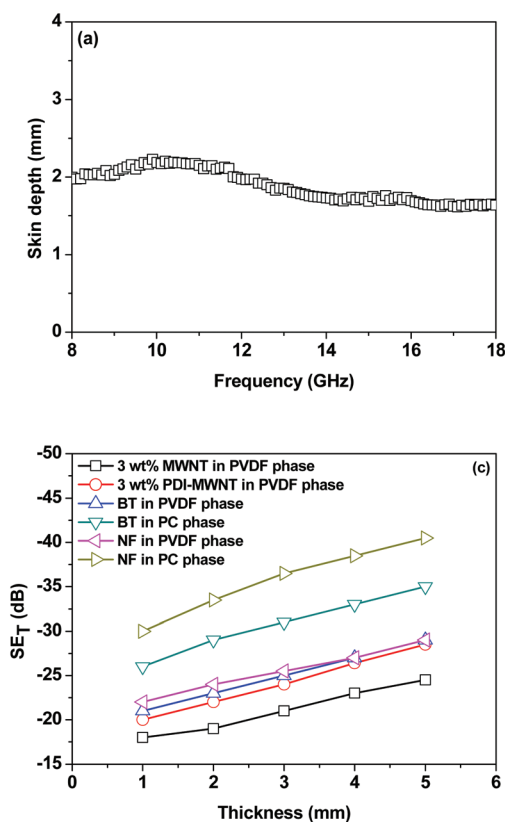 (a)
4
3
2
1
0
Skin depth (mm)
8 10 12 14 16 18
Frequency (GHz)
(c)
3 wt% MWNT in PVDF phase
3 wt% PDI-MWNT in PVDF phase
BT in PVDF phase
BT in PC phase
NF in PVDF phase
NF in PC phase
-50
-45
-40
-35
-30
-25
-20
-15
SET (dB)
0 1 2 3 4 5 6
Thickness (mm)